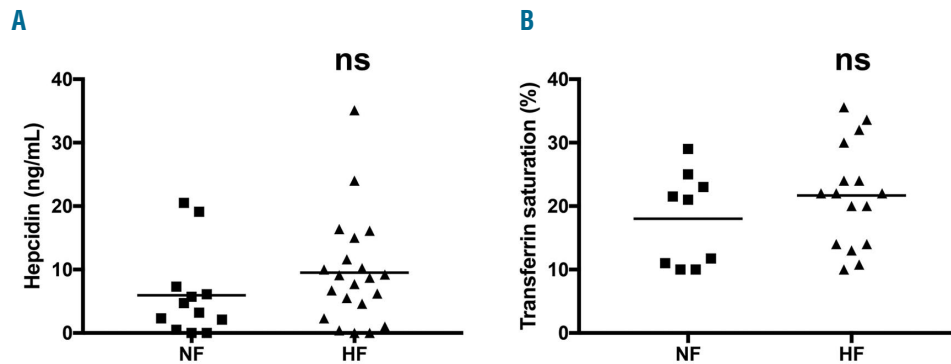 A
ns
Hepcidin (ng/mL)
40
30
20
10
0
NF HF
B
ns
Transferrin saturation (%)
40
30
20
10
0
NF HF